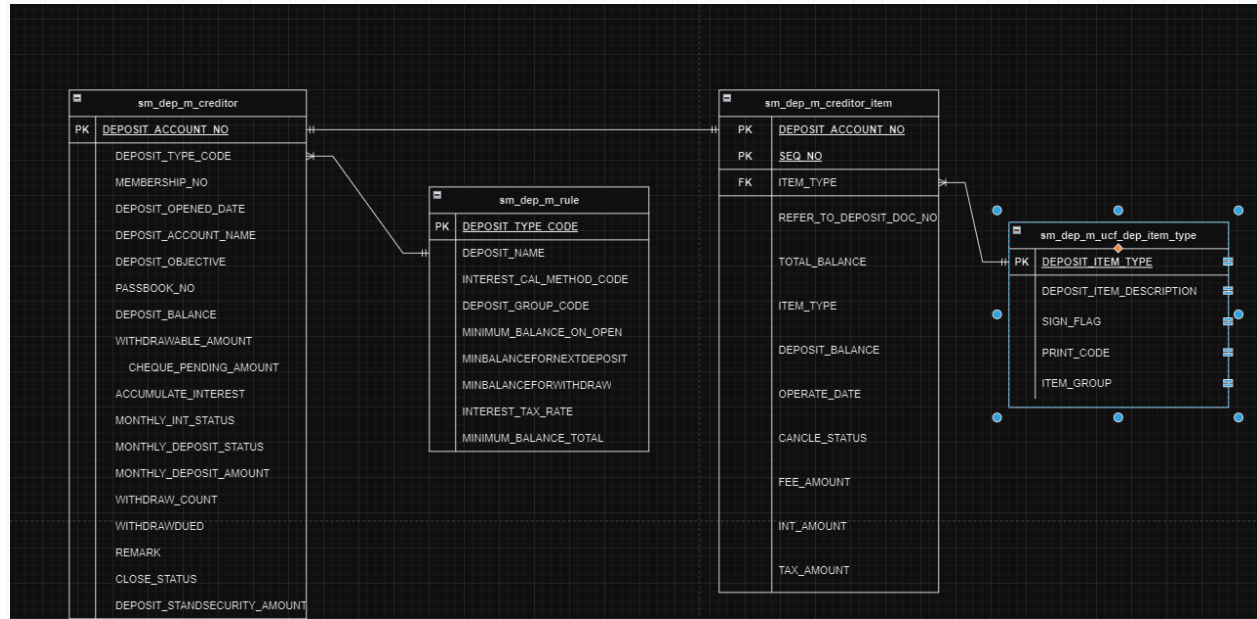 sm_dep_m_creditor
PK DEPOSIT_ACCOUNT_NO
DEPOSIT_TYPE_CODE
MEMBERSHIP_NO
DEPOSIT_OPENED_DATE
DEPOSIT_ACCOUNT_NAME
DEPOSIT_OBJECTIVE
PASSBOOK_NO
DEPOSIT_BALANCE
WITHDRAWABLE_AMOUNT
CHEQUE_PENDING_AMOUNT
ACCUMULATE_INTEREST
MONTHLY_INT_STATUS
MONTHLY_DEPOSIT_STATUS
MONTHLY_DEPOSIT_AMOUNT
WITHDRAW_COUNT
WITHDRAWDUED
REMARK
CLOSE_STATUS
DEPOSIT_STANDSECURITY_AMOUNT
sm_dep_m_rule
PK DEPOSIT_TYPE_CODE
DEPOSIT_NAME
INTEREST_CAL_METHOD_CODE
DEPOSIT_GROUP_CODE
MINIMUM_BALANCE_ON_OPEN
MINBALANCEFORNEXTDEPOSIT
MINBALANCEFORWITHDRAW
INTEREST_TAX_RATE
MINIMUM_BALANCE_TOTAL
sm_dep_m_creditor_item
PK DEPOSIT_ACCOUNT_NO
PK SEQ_NO
FK ITEM_TYPE
REFER_TO_DEPOSIT_DOC_NO
TOTAL_BALANCE
ITEM_TYPE
DEPOSIT_BALANCE
OPERATE_DATE
CANCLE_STATUS
FEE_AMOUNT
INT_AMOUNT
TAX_AMOUNT
sm_dep_m_ucf_dep_item_type
PK DEPOSIT_ITEM_TYPE
DEPOSIT_ITEM_DESCRIPTION
SIGN_FLAG
PRINT_CODE
ITEM_GROUP